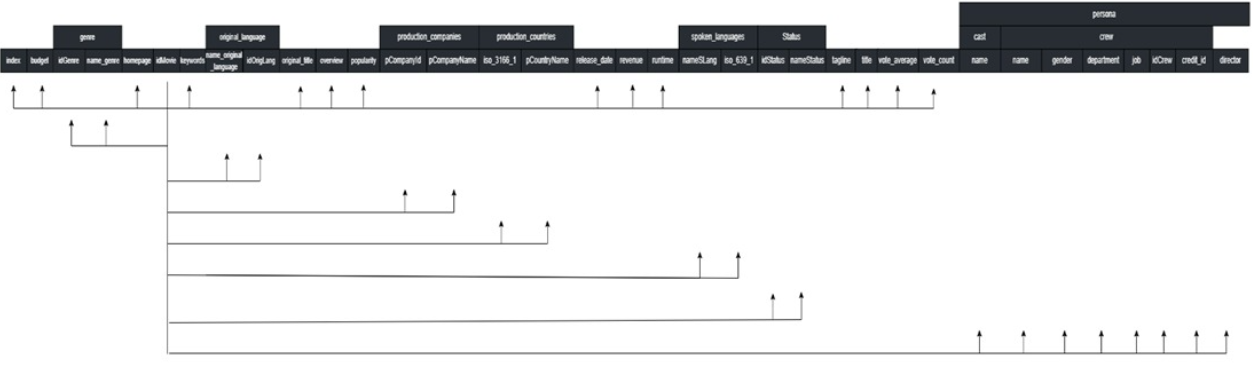 persona
genre original_language production_companies production_countries spoken_languages Status cast crew
index budget idGenre name_genre homepage idMovie keywords name_original_language idOrigLang original_title overview popularity pCompanyId pCompanyName iso_3166_1 pCountryName release_date revenue runtime nameSLang iso_639_1 idStatus nameStatus tagline title vote_average vote_count name name gender department job idCrew credit_id director